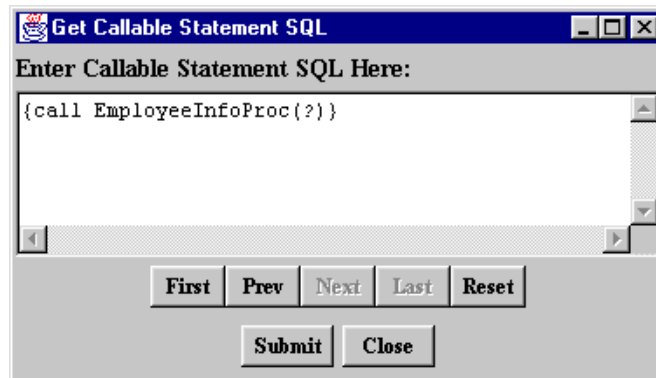 Get Callable Statement SQL
Enter Callable Statement SQL Here:
{call EmployeeInfoProc(?)}
First Prev Next Last Reset
Submit Close